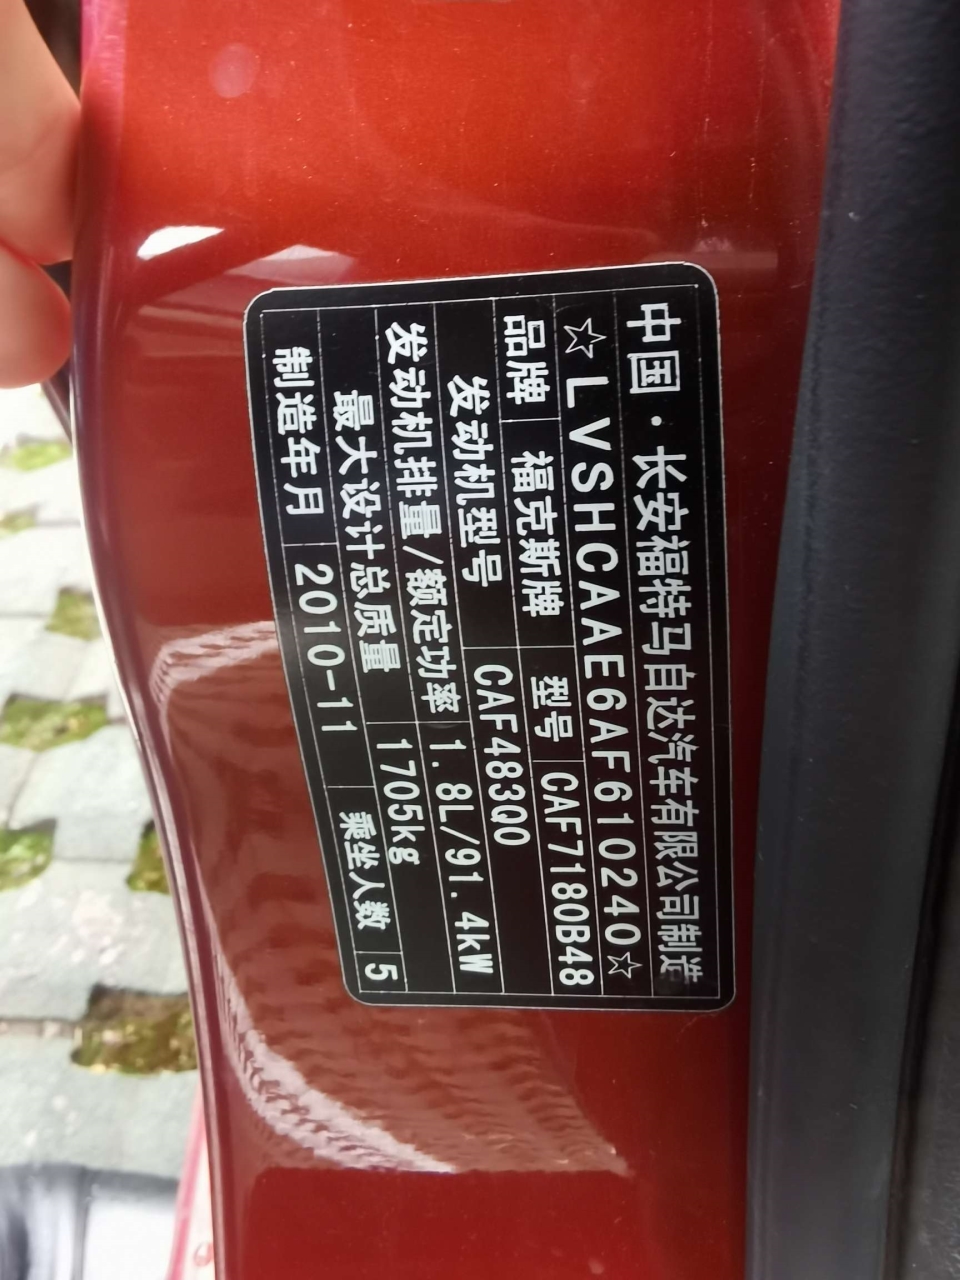 中国·长安福特马自达汽车有限公司制造
☆LVSHCAAE6AF610240☆
品牌 福克斯牌 型号 CAF7180B48
发动机型号 CAF483Q0
发动机排量/额定功率 1.8L/91.4kW
最大设计总质量 1705kg
制造年月 2010-11 乘坐人数 5